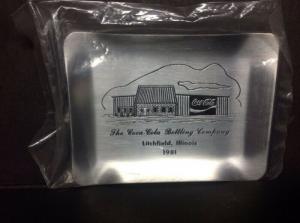 Coca-Cola
The Coca-Cola Bottling Company
Litchfield, Illinois
1981